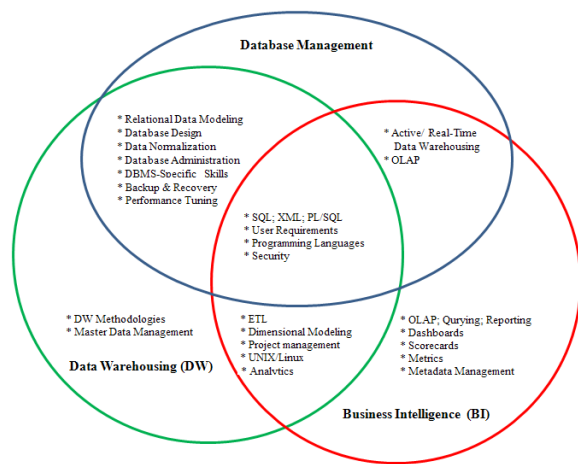 Database Management
* Relational Data Modeling
* Database Design
* Data Normalization
* Database Administration
* DBMS-Specific Skills
* Backup & Recovery
* Performance Tuning
* Active/ Real-Time
Data Warehousing
* OLAP
* SQL; XML; PL/SQL
* User Requirements
* Programming Languages
* Security
* DW Methodologies
* Master Data Management
Data Warehousing (DW)
* ETL
* Dimensional Modeling
* Project management
* UNIX/Linux
* Analytics
* OLAP; Qurying; Reporting
* Dashboards
* Scorecards
* Metrics
* Metadata Management
Business Intelligence (BI)